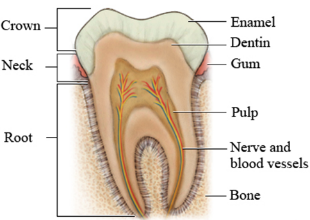 Crown
Neck
Root
Enamel
Dentin
Gum
Pulp
Nerve and
blood vessels
Bone